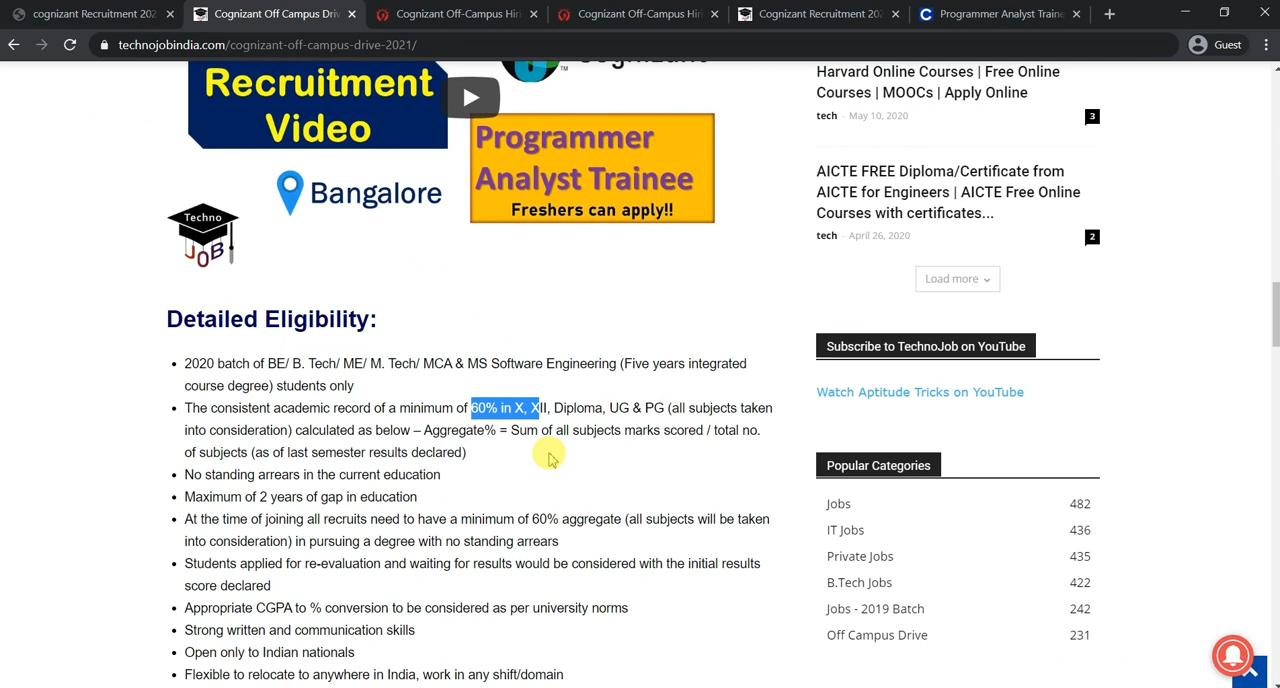 cognizant Recruitment 202
Cognizant Off Campus Driv
Cognizant Off-Campus Hiri
Cognizant Off-Campus Hiri
Cognizant Recruitment 202
Programmer Analyst Traine
technojobindia.com/cognizant-off-campus-drive-2021/
Guest
Recruitment
Video
Cognizant
TM
Programmer
Analyst Trainee
Freshers can apply!!
Bangalore
Techno
JOB
Detailed Eligibility:
• 2020 batch of BE/ B. Tech/ ME/ M. Tech/ MCA & MS Software Engineering (Five years integrated
course degree) students only
• The consistent academic record of a minimum of 60% in X, XII, Diploma, UG & PG (all subjects taken
into consideration) calculated as below – Aggregate% = Sum of all subjects marks scored / total no.
of subjects (as of last semester results declared)
• No standing arrears in the current education
• Maximum of 2 years of gap in education
• At the time of joining all recruits need to have a minimum of 60% aggregate (all subjects will be taken
into consideration) in pursuing a degree with no standing arrears
• Students applied for re-evaluation and waiting for results would be considered with the initial results
score declared
• Appropriate CGPA to % conversion to be considered as per university norms
• Strong written and communication skills
• Open only to Indian nationals
• Flexible to relocate to anywhere in India, work in any shift/domain
Harvard Online Courses | Free Online
Courses | MOOCs | Apply Online
tech - May 10, 2020
3
AICTE FREE Diploma/Certificate from
AICTE for Engineers | AICTE Free Online
Courses with certificates...
tech - April 26, 2020
2
Load more
Subscribe to TechnoJob on YouTube
Watch Aptitude Tricks on YouTube
Popular Categories
Jobs 482
IT Jobs 436
Private Jobs 435
B.Tech Jobs 422
Jobs - 2019 Batch 242
Off Campus Drive 231